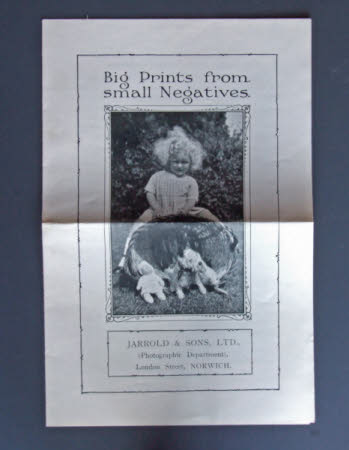 Big Prints from
small Negatives.
JARROLD & SONS, LTD.,
(Photographic Department),
London Street, NORWICH.